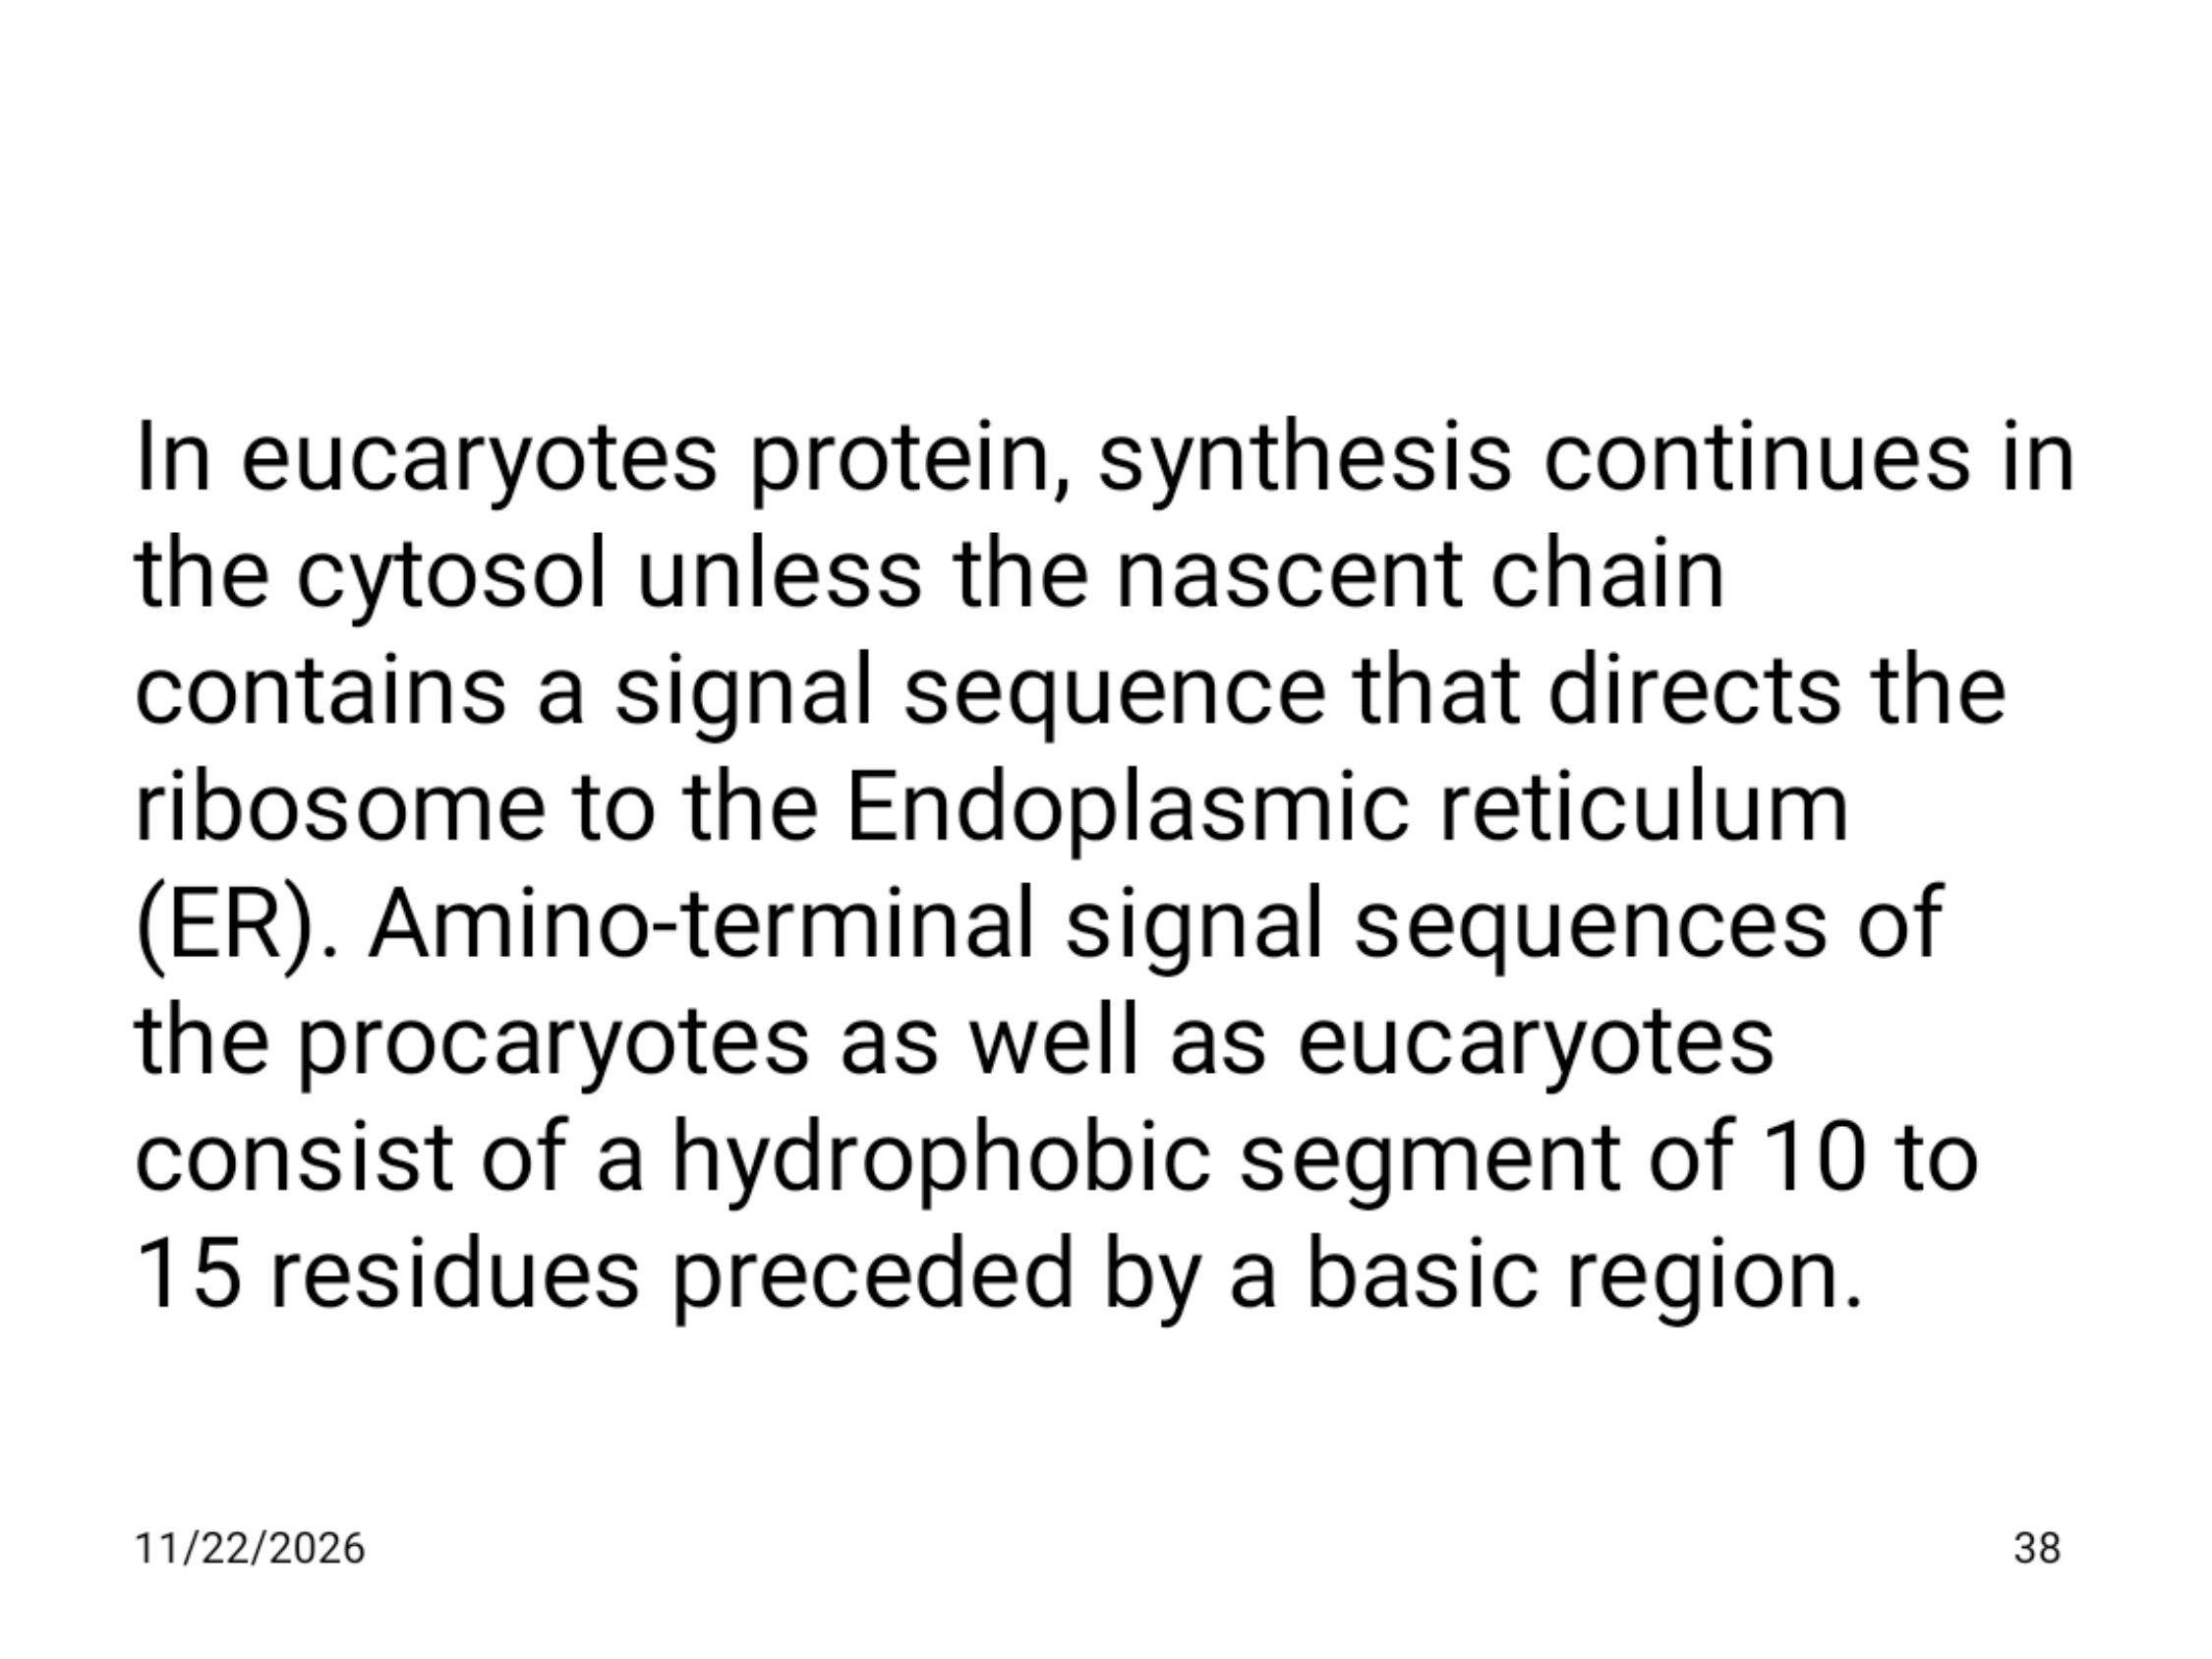 In eucaryotes protein, synthesis continues in
the cytosol unless the nascent chain
contains a signal sequence that directs the
ribosome to the Endoplasmic reticulum
(ER). Amino-terminal signal sequences of
the procaryotes as well as eucaryotes
consist of a hydrophobic segment of 10 to
15 residues preceded by a basic region.
11/22/2026
38